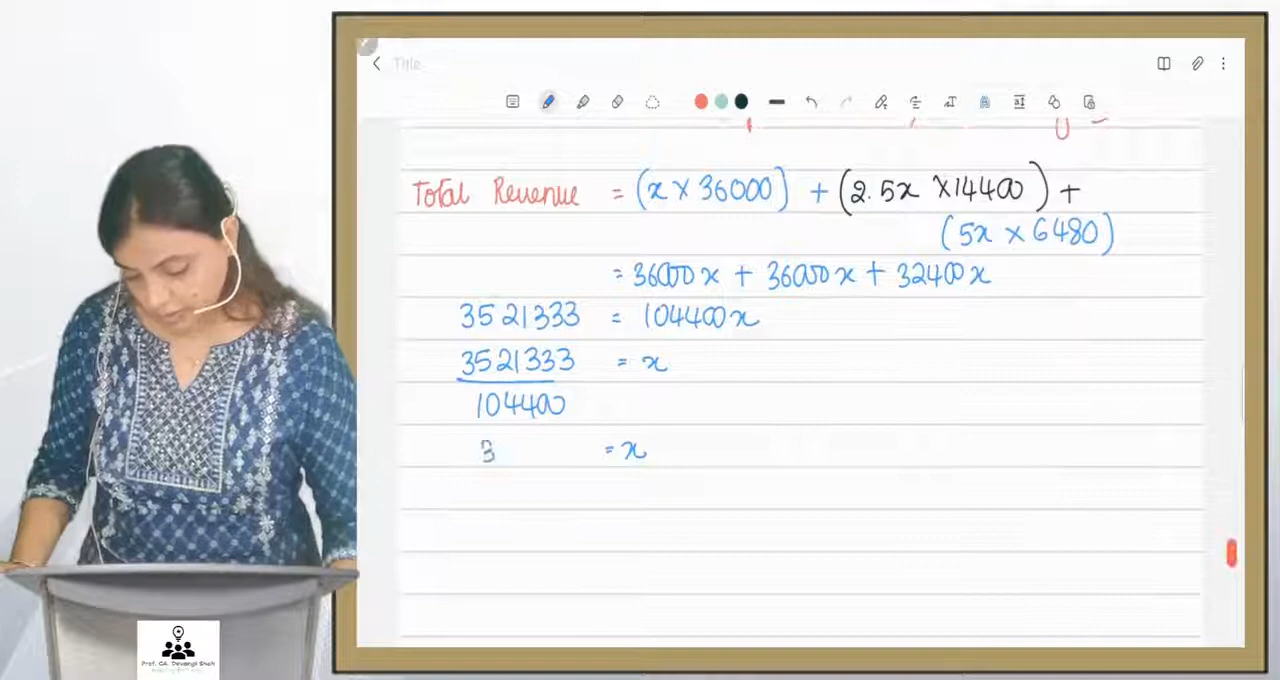 Title
Total Revenue = (x × 36000) + (2.5x × 14400) +
(5x × 6480)
= 36000x + 36000x + 32400x
3521333 = 104400x
3521333 = x
104400
3 = x
Prof. CA. Devangi Shah